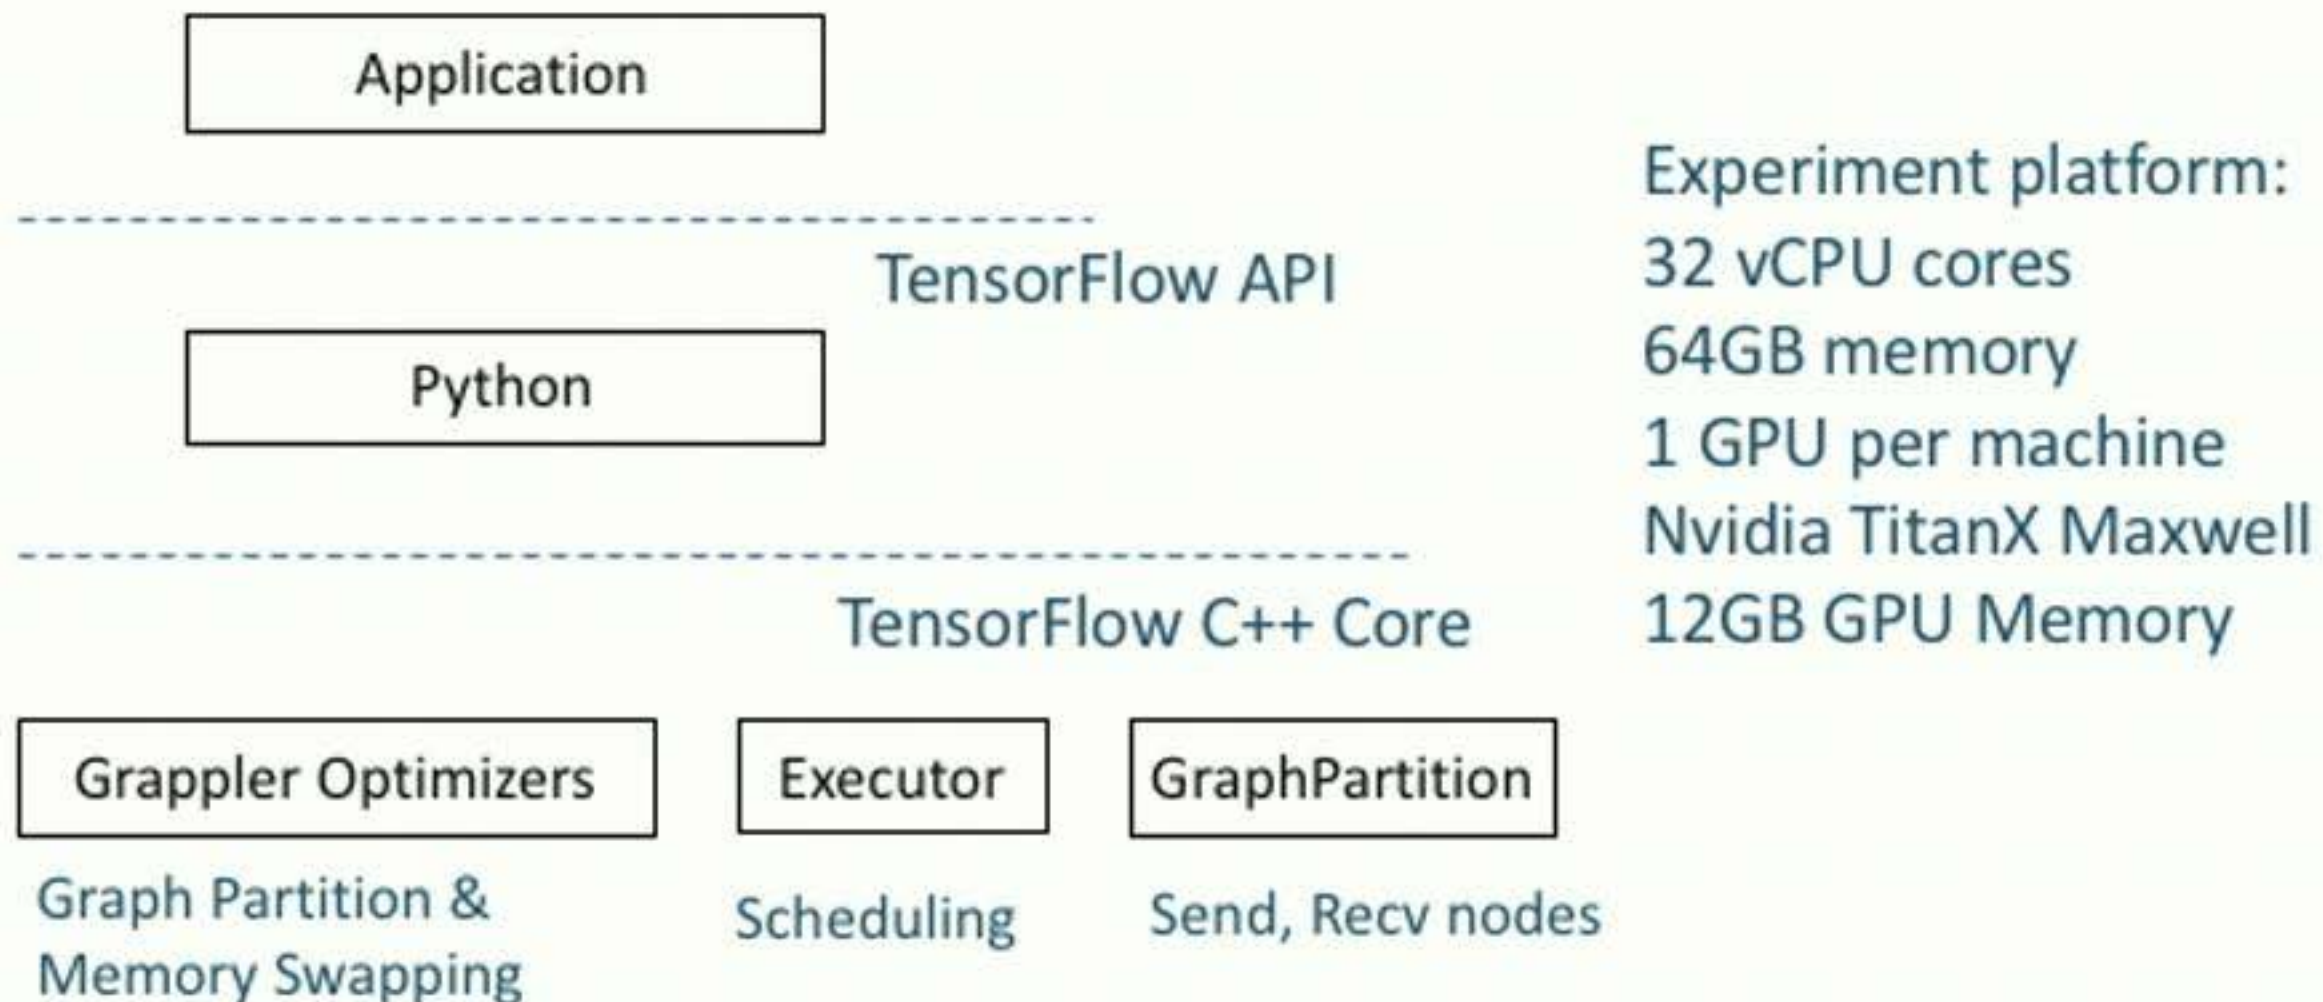 Application
TensorFlow API
Python
TensorFlow C++ Core
Grappler Optimizers
Executor
GraphPartition
Graph Partition &
Memory Swapping
Scheduling
Send, Recv nodes
Experiment platform:
32 vCPU cores
64GB memory
1 GPU per machine
Nvidia TitanX Maxwell
12GB GPU Memory